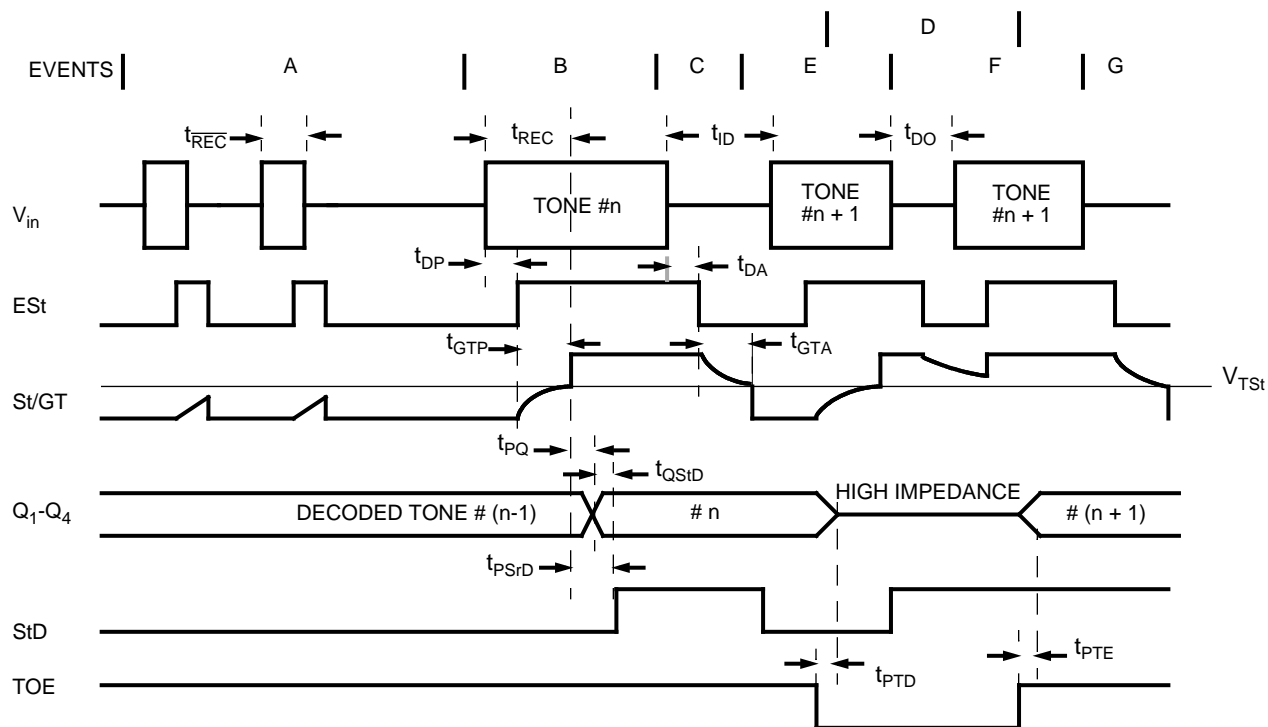 D
EVENTS A B C E F G
tREC tREC tID tDO
Vin TONE #n TONE #n + 1 TONE #n + 1
tDP tDA
ESt
tGTP tGTA
St/GT VTSt
tPQ tQStD
Q1-Q4 DECODED TONE # (n-1) # n HIGH IMPEDANCE # (n + 1)
tPSrD
StD
tPTD tPTE
TOE